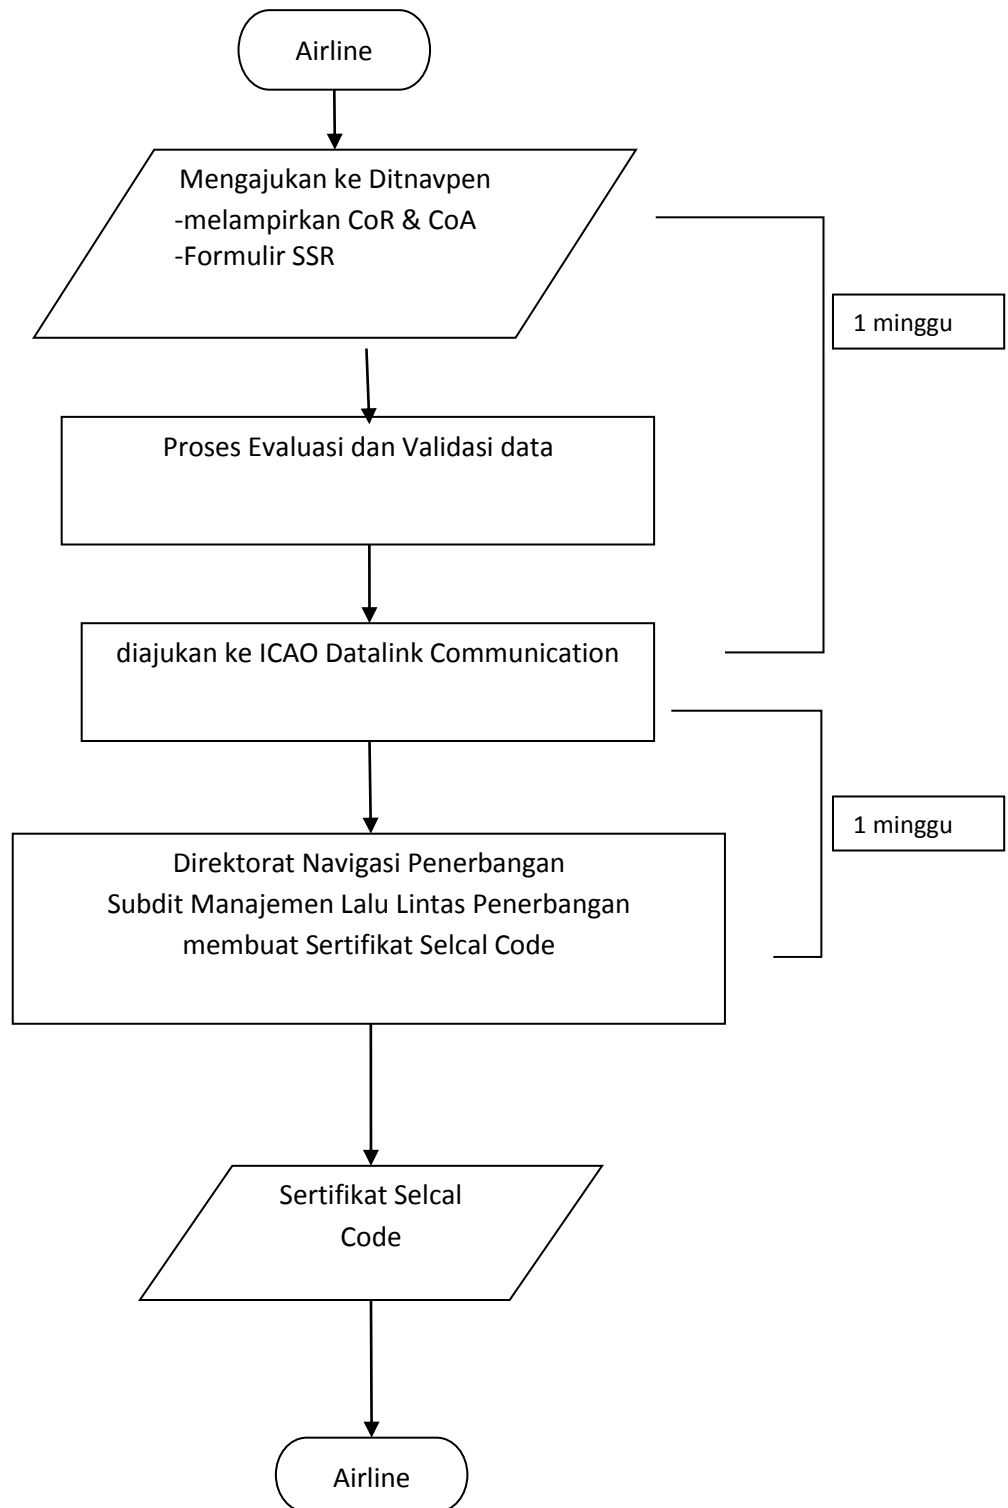 Airline
Mengajukan ke Ditnavpen
-melampirkan CoR & CoA
-Formulir SSR
1 minggu
Proses Evaluasi dan Validasi data
diajukan ke ICAO Datalink Communication
1 minggu
Direktorat Navigasi Penerbangan
Subdit Manajemen Lalu Lintas Penerbangan
membuat Sertifikat Selcal Code
Sertifikat Selcal
Code
Airline